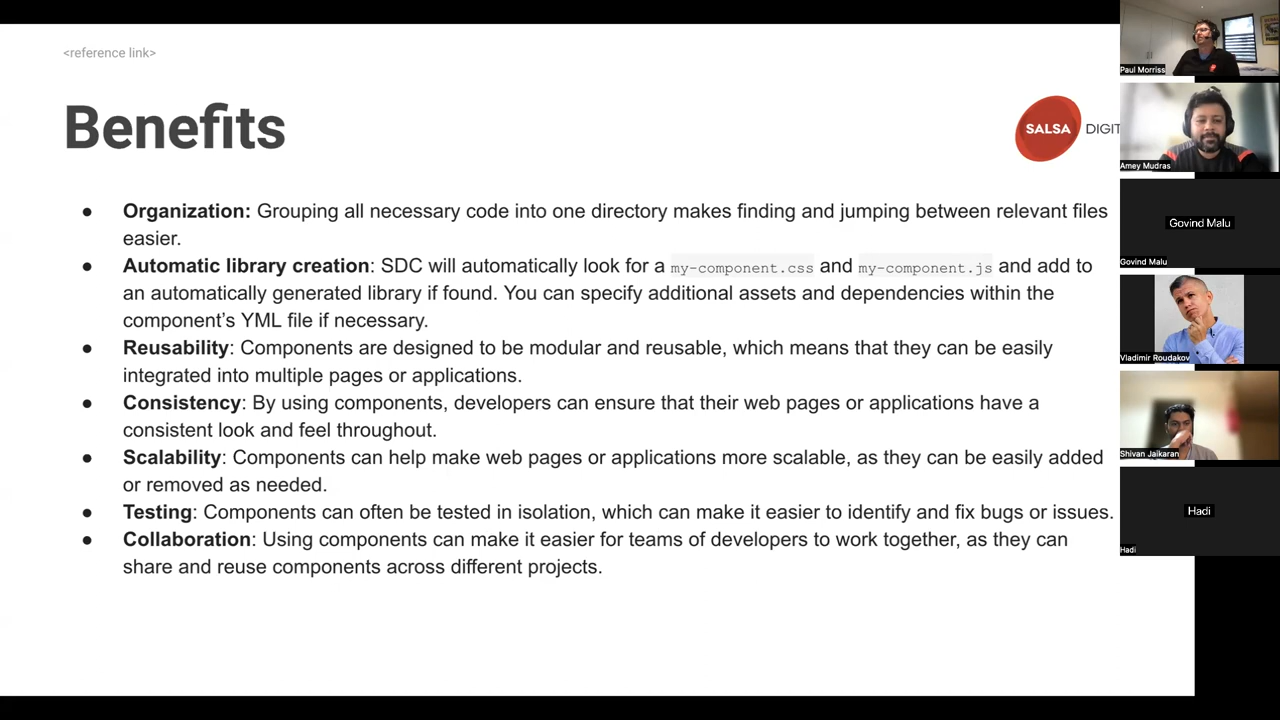 <reference link>
Benefits
SALSA DIGIT
● Organization: Grouping all necessary code into one directory makes finding and jumping between relevant files
easier.
● Automatic library creation: SDC will automatically look for a my-component.css and my-component.js and add to
an automatically generated library if found. You can specify additional assets and dependencies within the
component's YML file if necessary.
● Reusability: Components are designed to be modular and reusable, which means that they can be easily
integrated into multiple pages or applications.
● Consistency: By using components, developers can ensure that their web pages or applications have a
consistent look and feel throughout.
● Scalability: Components can help make web pages or applications more scalable, as they can be easily added
or removed as needed.
● Testing: Components can often be tested in isolation, which can make it easier to identify and fix bugs or issues.
● Collaboration: Using components can make it easier for teams of developers to work together, as they can
share and reuse components across different projects.
Paul Morriss
Amey Mudras
Govind Malu
Govind Malu
Vladimir Roudakov
Shivan Jaikaran
Hadi
Hadi